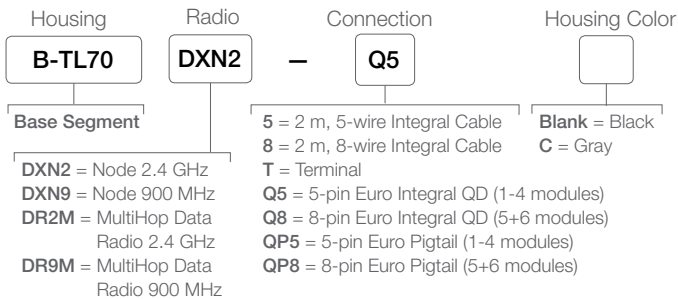 Housing Radio Connection Housing Color
B-TL70 DXN2 – Q5
Base Segment
DXN2 = Node 2.4 GHz
DXN9 = Node 900 MHz
DR2M = MultiHop Data
Radio 2.4 GHz
DR9M = MultiHop Data
Radio 900 MHz
5 = 2 m, 5-wire Integral Cable
8 = 2 m, 8-wire Integral Cable
T = Terminal
Q5 = 5-pin Euro Integral QD (1-4 modules)
Q8 = 8-pin Euro Integral QD (5+6 modules)
QP5 = 5-pin Euro Pigtail (1-4 modules)
QP8 = 8-pin Euro Pigtail (5+6 modules)
Blank = Black
C = Gray